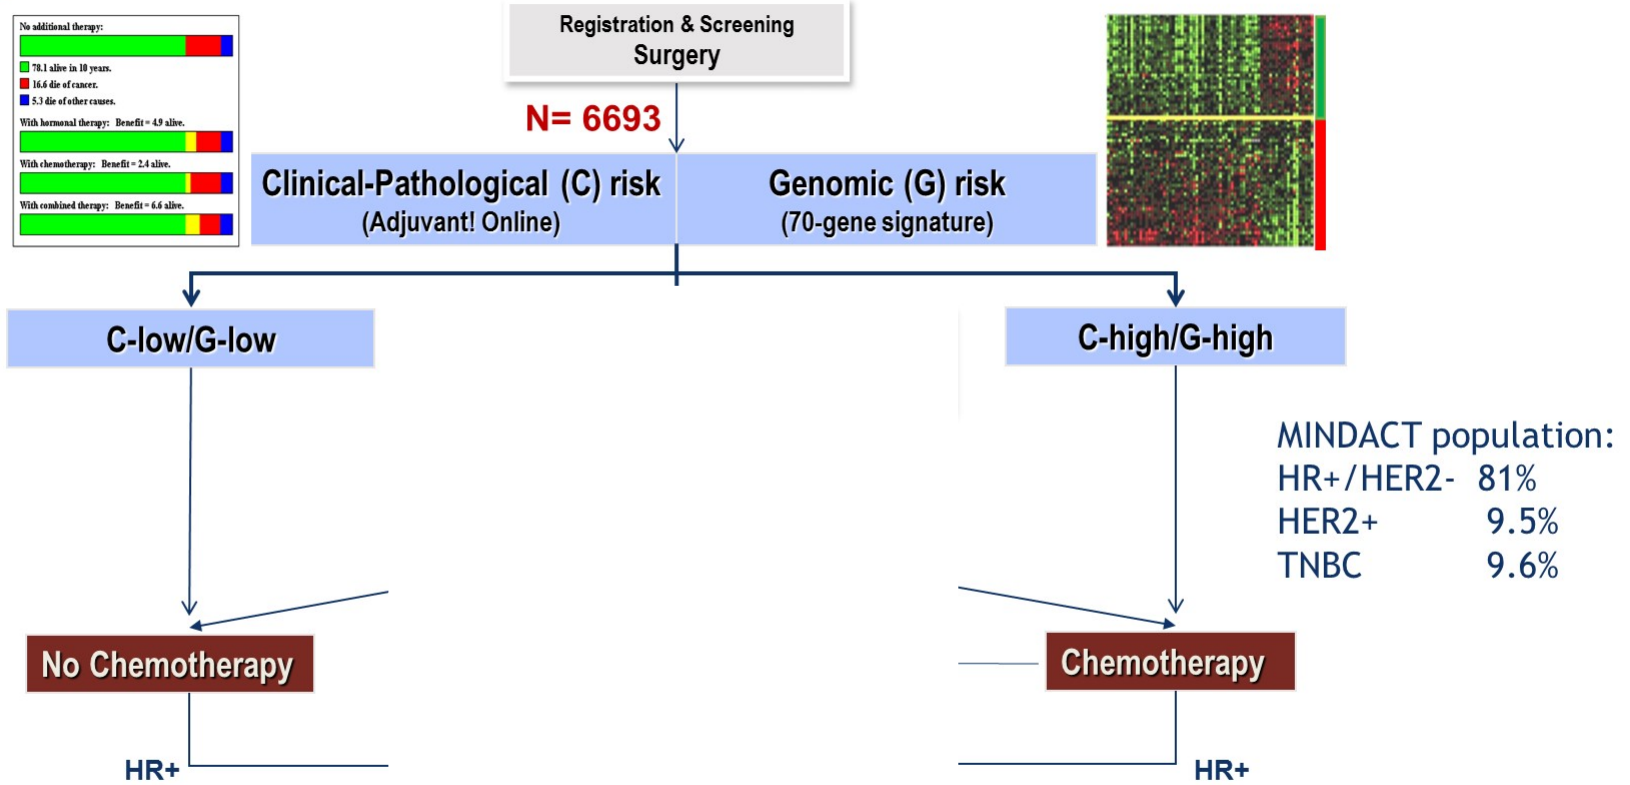 No additional therapy:
78.1 alive in 10 years.
16.6 die of cancer.
5.3 die of other causes.
With hormonal therapy: Benefit = 4.9 alive.
With chemotherapy: Benefit = 2.4 alive.
With combined therapy: Benefit = 6.6 alive.
Registration & Screening
Surgery
N= 6693
Clinical-Pathological (C) risk
(Adjuvant! Online)
Genomic (G) risk
(70-gene signature)
C-low/G-low
C-high/G-high
MINDACT population:
HR+/HER2- 81%
HER2+ 9.5%
TNBC 9.6%
No Chemotherapy
Chemotherapy
HR+
HR+